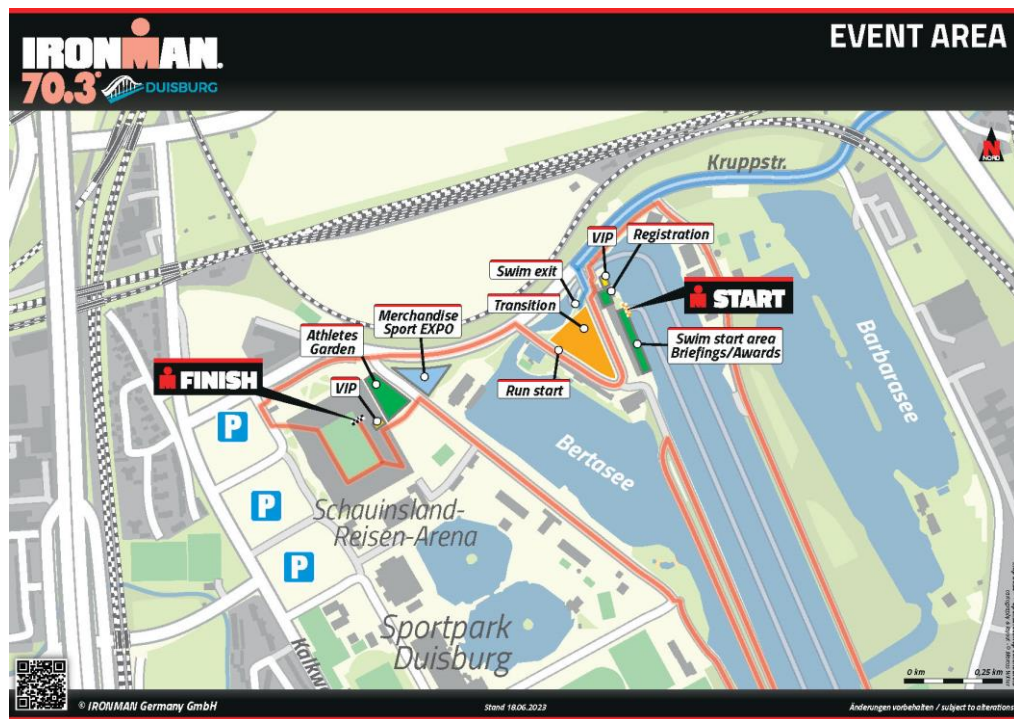 IRONMAN
70.3
DUISBURG
EVENT AREA
Kruppstr.
NORD
VIP
Registration
Swim exit
START
Transition
Merchandise
Sport EXPO
Athletes
Garden
Swim start area
Briefings/Awards
Barbarasee
FINISH
VIP
Run start
P
Bertasee
P
Schauinsland-
Reisen-Arena
P
Sportpark
Duisburg
Kalkw
0 km
0,25 km
© IRONMAN Germany GmbH
Stand 18.06.2023
Änderungen vorbehalten / subject to alterations